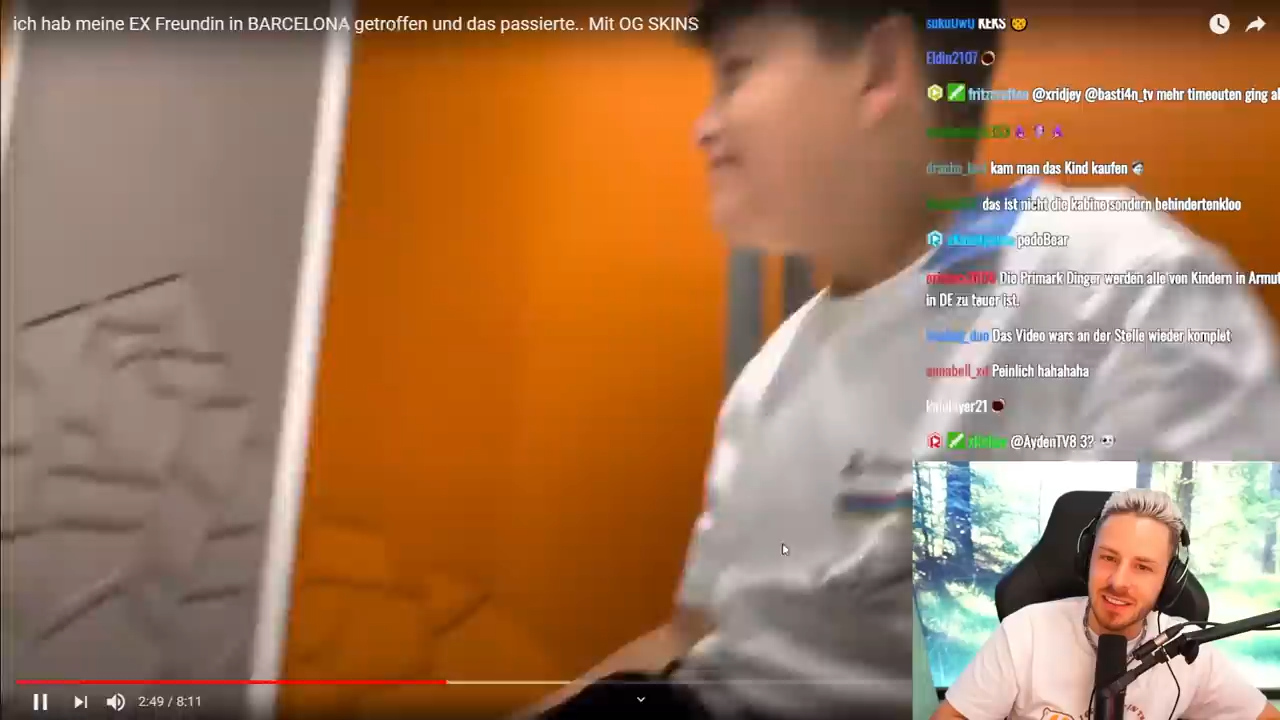 ich hab meine EX Freundin in BARCELONA getroffen und das passierte.. Mit OG SKINS
KEKS
Eldin2107
@xridjey @basti4n_tv mehr timeouten ging al
kam man das Kind kaufen
das ist nicht die kabine sondern behindertenkloo
pedoBear
Die Primark Dinger werden alle von Kindern in Armut
in DE zu teuer ist.
Das Video wars an der Stelle wieder komplet
annabell_xd Peinlich hahahaha
@AydenTV8 3?
2:49 / 8:11